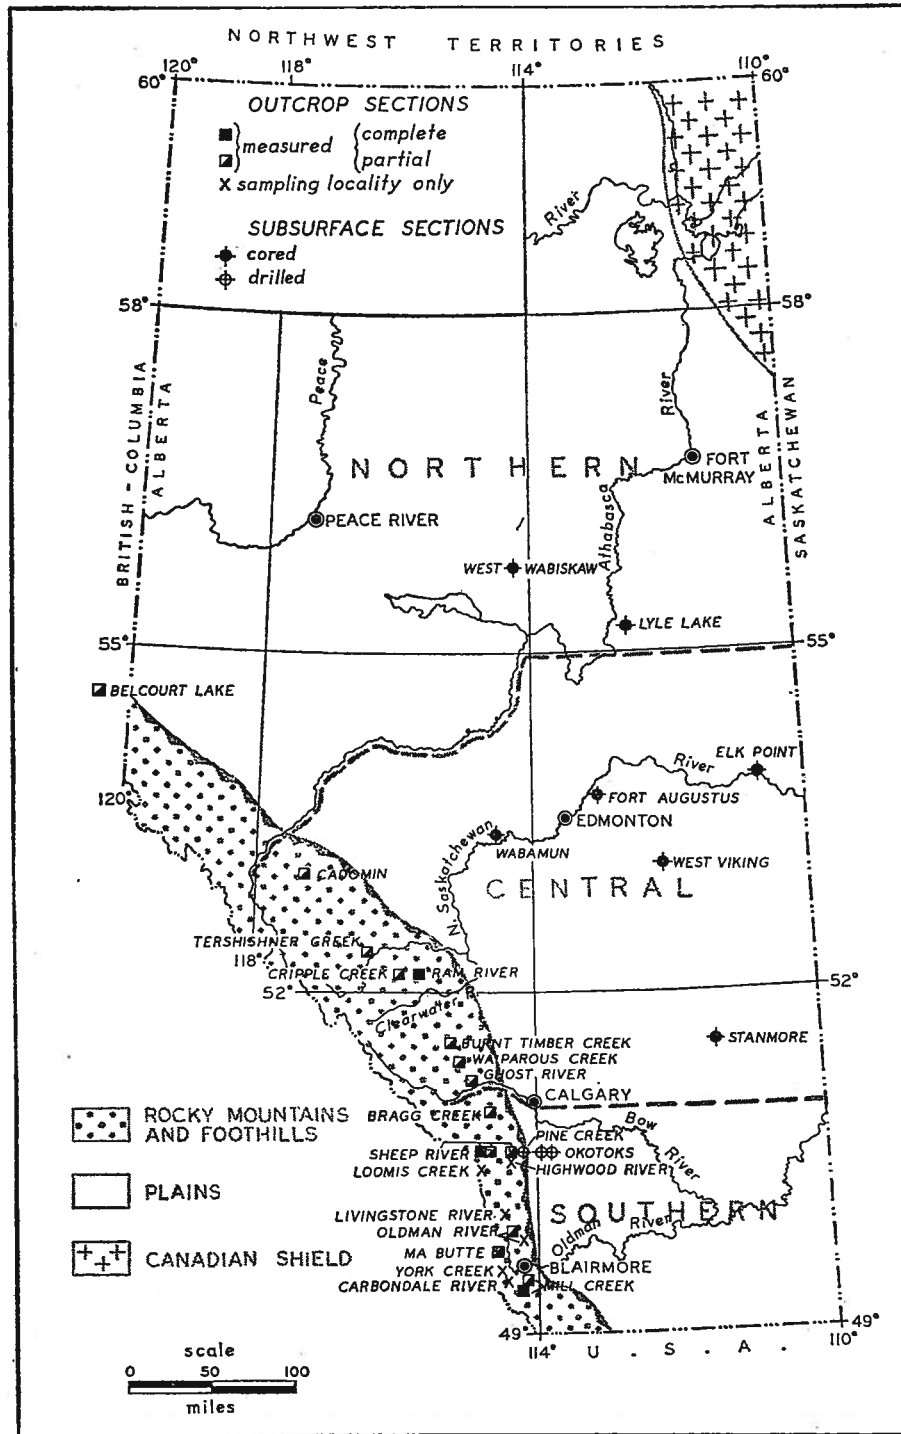 NORTHWEST TERRITORIES
120° 118° 114° 110°
60° 60°
OUTCROP SECTIONS
measured complete
partial
x sampling locality only
SUBSURFACE SECTIONS
cored
drilled
River
58° 58°
Peace
River
BRITISH-COLUMBIA
ALBERTA
ALBERTA
SASKATCHEWAN
NORTHERN
FORT
McMURRAY
PEACE RIVER
Athabasca
WEST WABISKAW
LYLE LAKE
55° 55°
BELCOURT LAKE
ELK POINT
River
120°
FORT AUGUSTUS
EDMONTON
WABAMUN
N. Saskatchewan
WEST VIKING
CADOMIN
CENTRAL
TERSHISHNER GREEK
118°
CRIPPLE CREEK
RAM RIVER
52° 52°
Clearwater R.
STANMORE
BURNT TIMBER CREEK
WAIPAROUS CREEK
GHOST RIVER
CALGARY
ROCKY MOUNTAINS
AND FOOTHILLS
BRAGG CREEK
Bow
River
PINE CREEK
SHEEP RIVER
OKOTOKS
LOOMIS CREEK
HIGHWOOD RIVER
PLAINS
LIVINGSTONE RIVER
SOUTHERN
OLDMAN RIVER
Oldman River
MA BUTTE
CANADIAN SHIELD
YORK CREEK
BLAIRMORE
CARBONDALE RIVER
MILL CREEK
49° 49°
114° 110°
U. S. A.
scale
0 50 100
miles